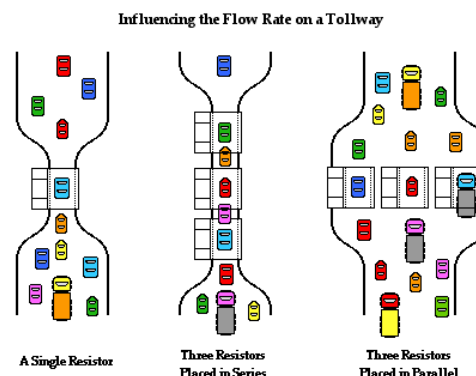 Influencing the Flow Rate on a Tollway
A Single Resistor
Three Resistors
Placed in Series
Three Resistors
Placed in Parallel